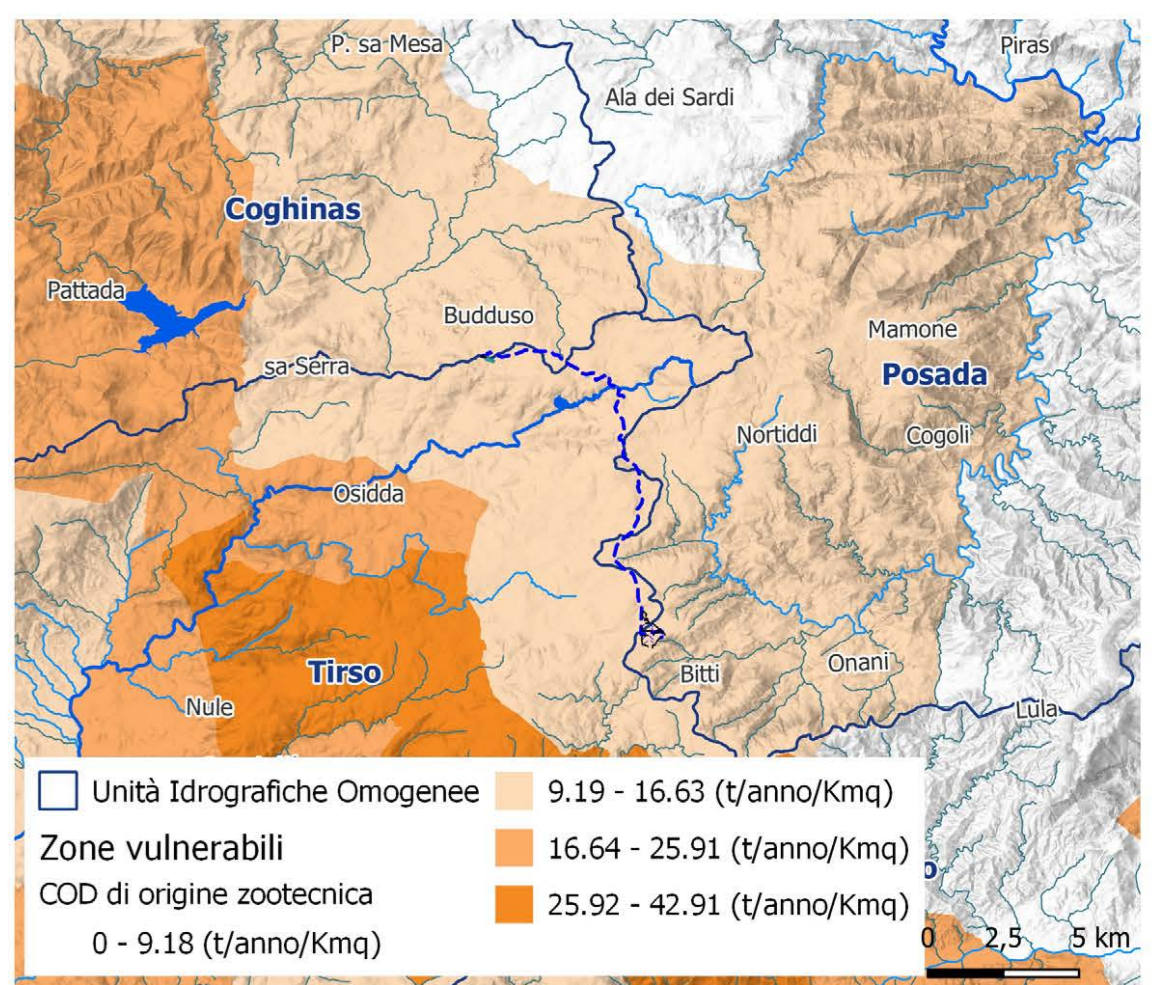 P. sa Mesa
Piras
Ala dei Sardi
Coghinas
Pattada
Budduso
Mamone
sa Serra
Posada
Nortiddi
Cogoli
Osidda
Tirso
Bitti
Onani
Nule
Lula
Unità Idrografiche Omogenee
Zone vulnerabili
COD di origine zootecnica
0 - 9.18 (t/anno/Kmq)
9.19 - 16.63 (t/anno/Kmq)
16.64 - 25.91 (t/anno/Kmq)
25.92 - 42.91 (t/anno/Kmq)
0 2,5 5 km